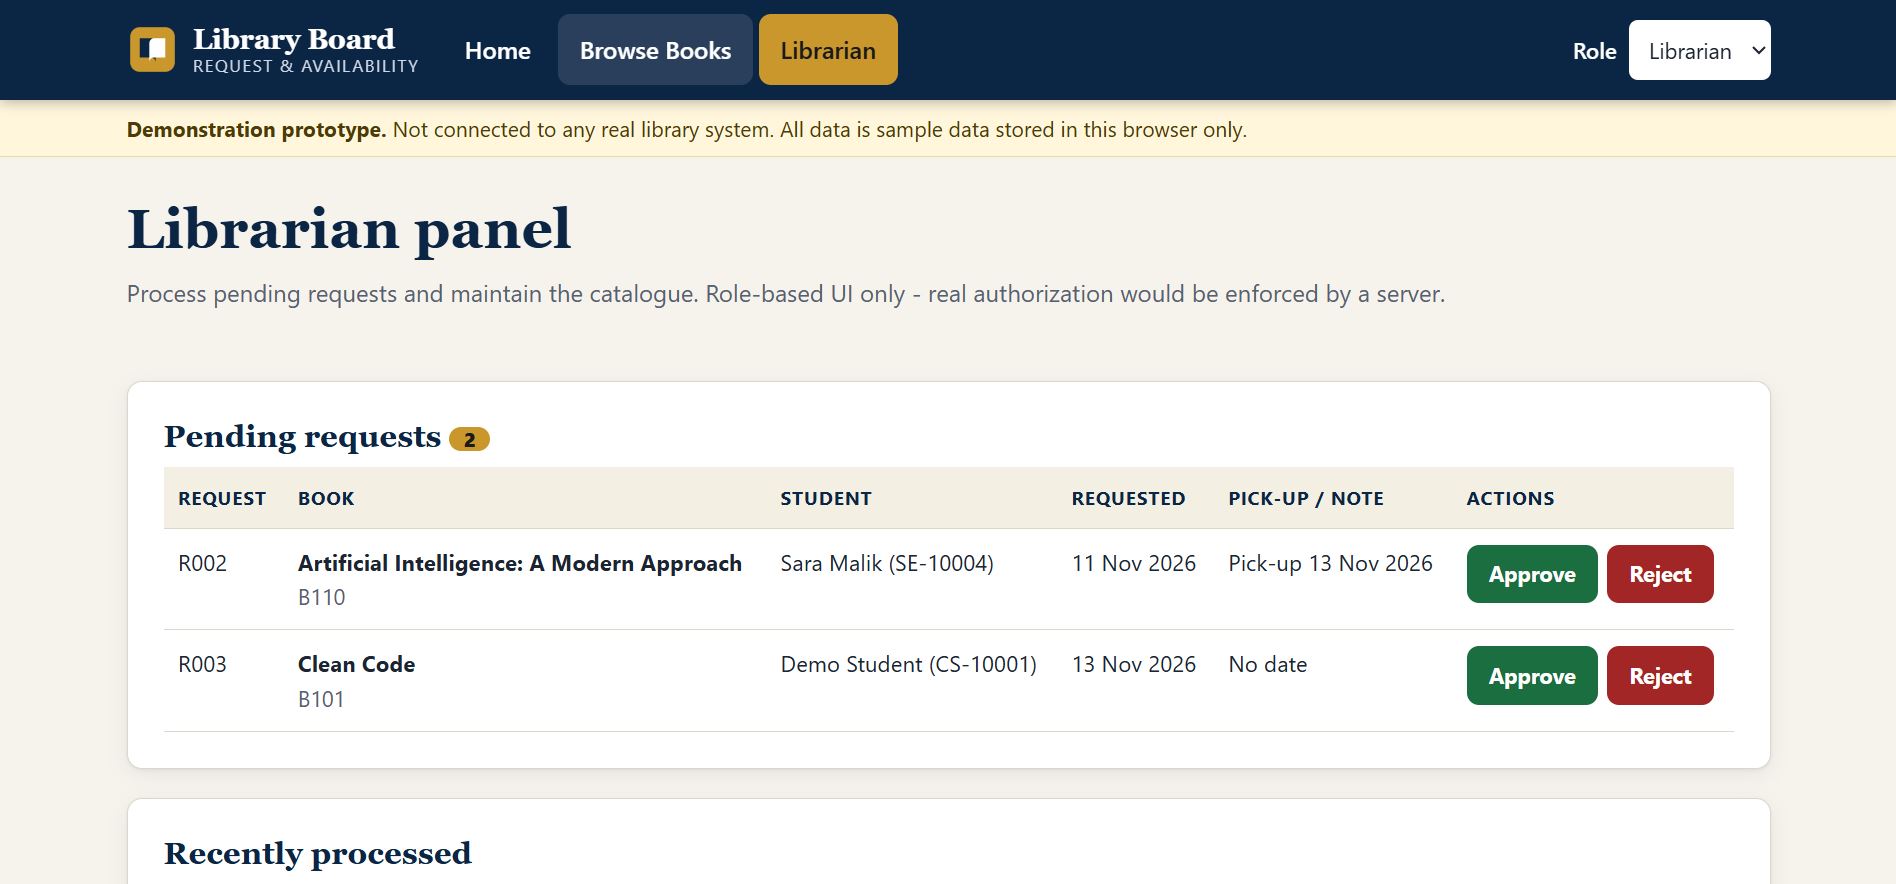 Library Board
REQUEST & AVAILABILITY
Home
Browse Books
Librarian
Role
Librarian
Demonstration prototype. Not connected to any real library system. All data is sample data stored in this browser only.
Librarian panel
Process pending requests and maintain the catalogue. Role-based UI only - real authorization would be enforced by a server.
Pending requests 2
REQUEST BOOK STUDENT REQUESTED PICK-UP / NOTE ACTIONS
R002 Artificial Intelligence: A Modern Approach Sara Malik (SE-10004) 11 Nov 2026 Pick-up 13 Nov 2026 Approve Reject
B110
R003 Clean Code Demo Student (CS-10001) 13 Nov 2026 No date Approve Reject
B101
Recently processed